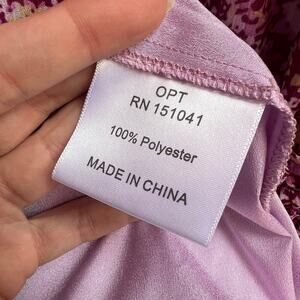 OPT
RN 151041
100% Polyester
MADE IN CHINA